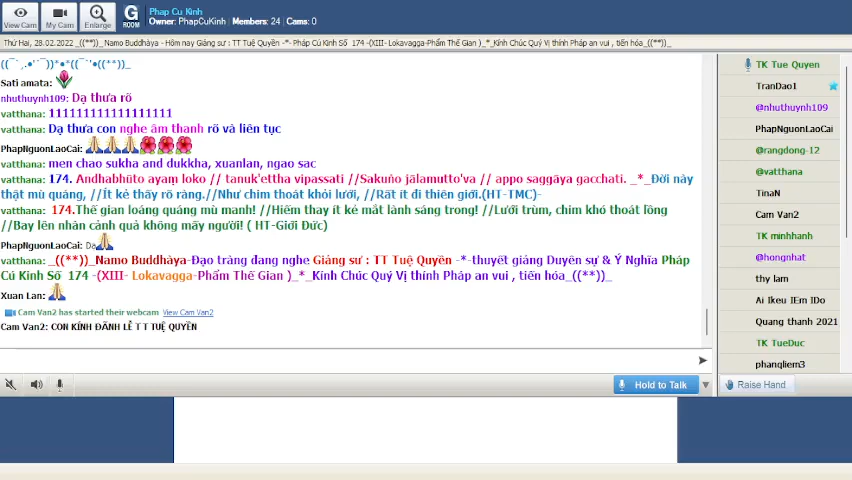 View Cam
My Cam
Enlarge
G
ROOM
Phap Cu Kinh
Owner: PhapCuKinh | Members: 24 | Cams: 0
Thứ Hai, 28.02.2022 _((**))_ Namo Buddhàya - Hôm nay Giảng sư : TT Tuệ Quyền -*- Pháp Cú Kinh Số 174 -(XIII- Lokavagga-Phẩm Thế Gian )_*_Kính Chúc Quý Vị thính Pháp an vui , tiến hóa_((**))_
Sati amata:
nhuthuynh109: Dạ thưa rõ
vatthana: 1111111111111111111
vatthana: Dạ thưa con nghe âm thanh rõ và liên tục
PhapNguonLaoCai:
vatthana: men chao sukha and dukkha, xuanlan, ngao sac
vatthana: 174. Andhabhūto ayaṃ loko // tanuk'ettha vipassati //Sakuṇo jālamutto'va // appo saggāya gacchati. _*_Đời này
thật mù quáng, //Ít kẻ thấy rõ ràng.//Như chim thoát khỏi lưới, //Rất ít đi thiên giới.(HT-TMC)-
vatthana: 174.Thế gian loáng quáng mù manh! //Hiếm thay ít kẻ mắt lành sáng trong! //Lưới trùm, chim khó thoát lồng
//Bay lên nhàn cảnh quả không mấy người! ( HT-Giới Đức)
PhapNguonLaoCai: Dạ
vatthana: _((**))_Namo Buddhàya-Đạo tràng đang nghe Giảng sư : TT Tuệ Quyền -*-thuyết giảng Duyên sự & Ý Nghĩa Pháp
Cú Kinh Số 174 -(XIII- Lokavagga-Phẩm Thế Gian )_*_Kính Chúc Quý Vị thính Pháp an vui , tiến hóa_((**))_
Xuan Lan:
Cam Van2 has started their webcam View Cam Van2
Cam Van2: CON KÍNH ĐÃNH LỄ T T TUỆ QUYỀN
Hold to Talk
TK Tue Quyen
TranDao1
@nhuthuynh109
PhapNguonLaoCai
@rangdong-12
@vatthana
TinaN
Cam Van2
TK minhhanh
@hongnhat
thy lam
Ai lKeu lEm lDo
Quang thanh 2021
TK TueDuc
phanqliem3
Raise Hand